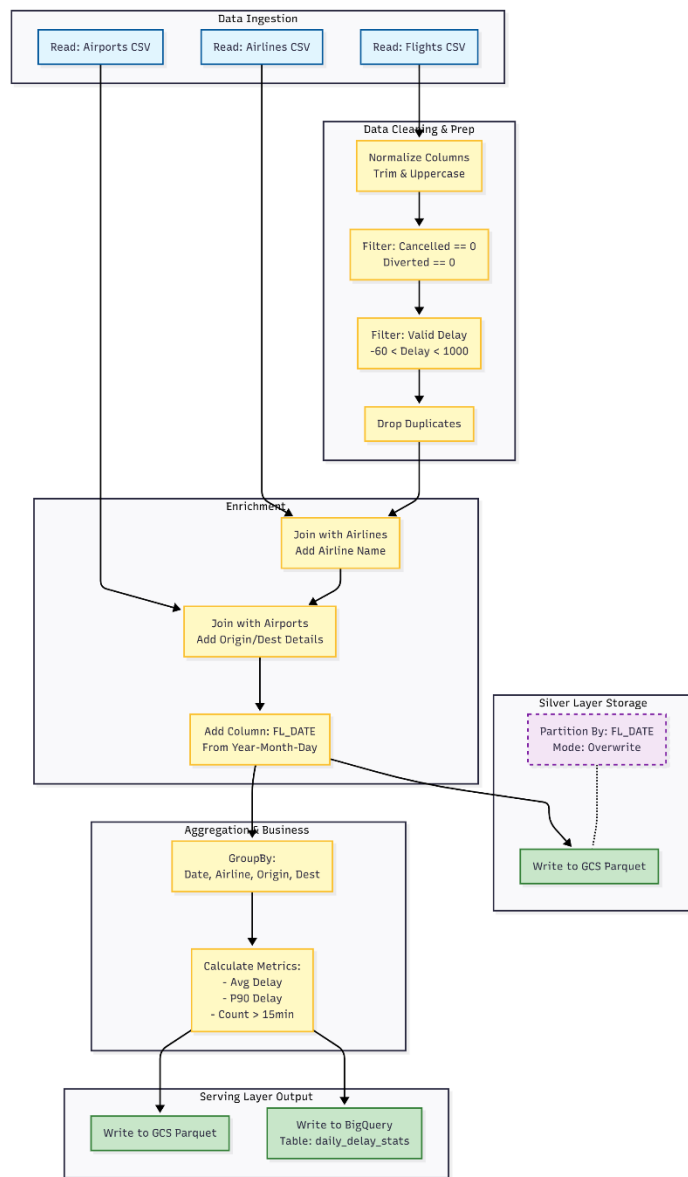 Data Ingestion
Read: Airports CSV
Read: Airlines CSV
Read: Flights CSV
Data Cleaning & Prep
Normalize Columns
Trim & Uppercase
Filter: Cancelled == 0
Diverted == 0
Filter: Valid Delay
-60 < Delay < 1000
Drop Duplicates
Enrichment
Join with Airlines
Add Airline Name
Join with Airports
Add Origin/Dest Details
Add Column: FL_DATE
From Year-Month-Day
Silver Layer Storage
Partition By: FL_DATE
Mode: Overwrite
Write to GCS Parquet
Aggregation & Business
GroupBy:
Date, Airline, Origin, Dest
Calculate Metrics:
- Avg Delay
- P90 Delay
- Count > 15min
Serving Layer Output
Write to GCS Parquet
Write to BigQuery
Table: daily_delay_stats